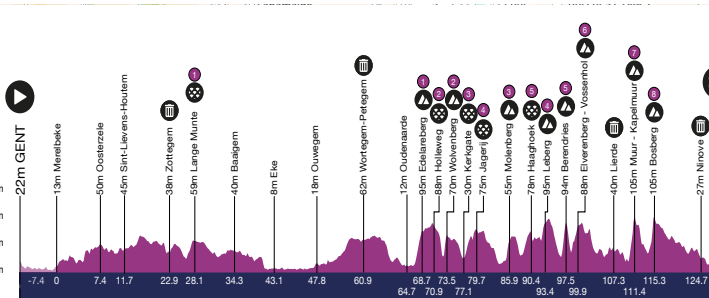 22m GENT
13m Merelbeke
50m Oosterzele
45m Sint-Lievens-Houtem
38m Zottegem
1
59m Lange Munte
40m Baaigem
8m Eke
18m Ouwegem
62m Wortegem-Petegem
12m Oudenaarde
1
95m Edelareberg
2
88m Holleweg
2
70m Wolvenberg
3
30m Kerkgate
4
75m Jagerij
3
55m Molenberg
5
78m Haaghoek
4
95m Leberg
5
94m Berendries
6
88m Elverenberg - Vossenhol
40m Lierde
7
105m Muur - Kapelmuur
8
105m Bosberg
27m Ninove
-7.4 0 7.4 11.7 22.9 28.1 34.3 43.1 47.8 60.9 68.7 73.5 79.7 85.9 90.4 97.5 107.3 115.3 124.7
64.7 70.9 77.1 93.4 99.9 111.4